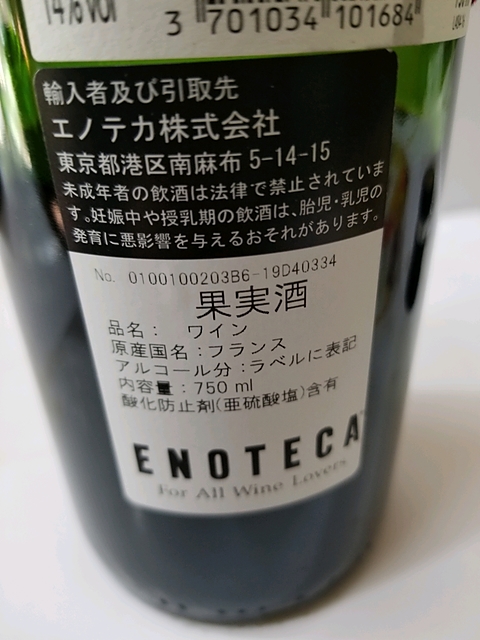 14% vol
3 701034 101684
輸入者及び引取先
エノテカ株式会社
東京都港区南麻布 5-14-15
未成年者の飲酒は法律で禁止されていま
す。妊娠中や授乳期の飲酒は、胎児・乳児の
発育に悪影響を与えるおそれがあります。
No. 0100100203B6-19D40334
果実酒
品名： ワイン
原産国名：フランス
アルコール分：ラベルに表記
内容量：750 ml
酸化防止剤(亜硫酸塩)含有
ENOTECA
For All Wine Lovers